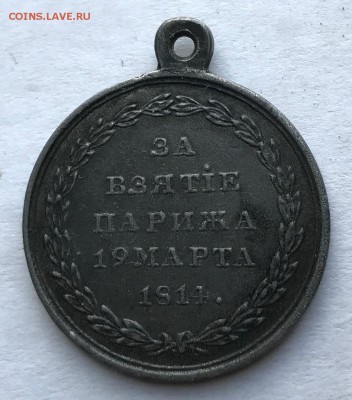 COINS.LAVE.RU
ЗА
ВЗЯТІЕ
ПАРИЖА
19 МАРТА
1814.